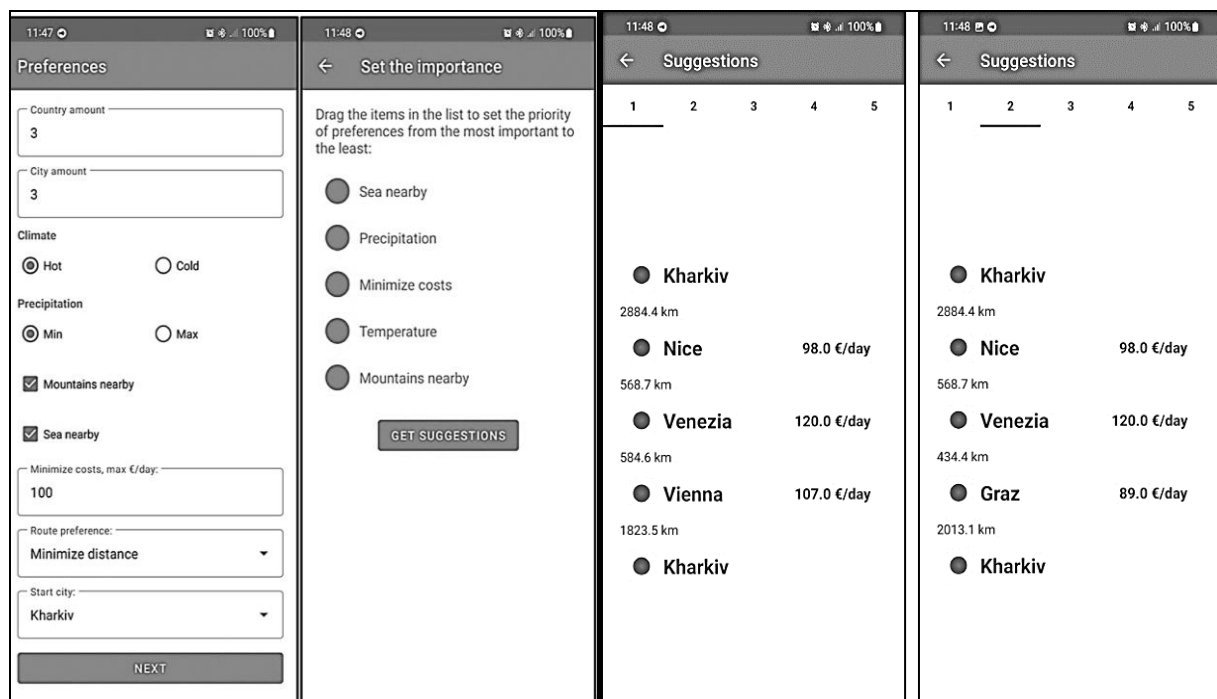 11:47 100%
Preferences
Country amount
3
City amount
3
Climate
Hot Cold
Precipitation
Min Max
Mountains nearby
Sea nearby
Minimize costs, max €/day:
100
Route preference:
Minimize distance
Start city:
Kharkiv
NEXT
11:48 100%
Set the importance
Drag the items in the list to set the priority
of preferences from the most important to
the least:
Sea nearby
Precipitation
Minimize costs
Temperature
Mountains nearby
GET SUGGESTIONS
11:48 100%
Suggestions
1 2 3 4 5
Kharkiv
2884.4 km
Nice 98.0 €/day
568.7 km
Venezia 120.0 €/day
584.6 km
Vienna 107.0 €/day
1823.5 km
Kharkiv
11:48 100%
Suggestions
1 2 3 4 5
Kharkiv
2884.4 km
Nice 98.0 €/day
568.7 km
Venezia 120.0 €/day
434.4 km
Graz 89.0 €/day
2013.1 km
Kharkiv